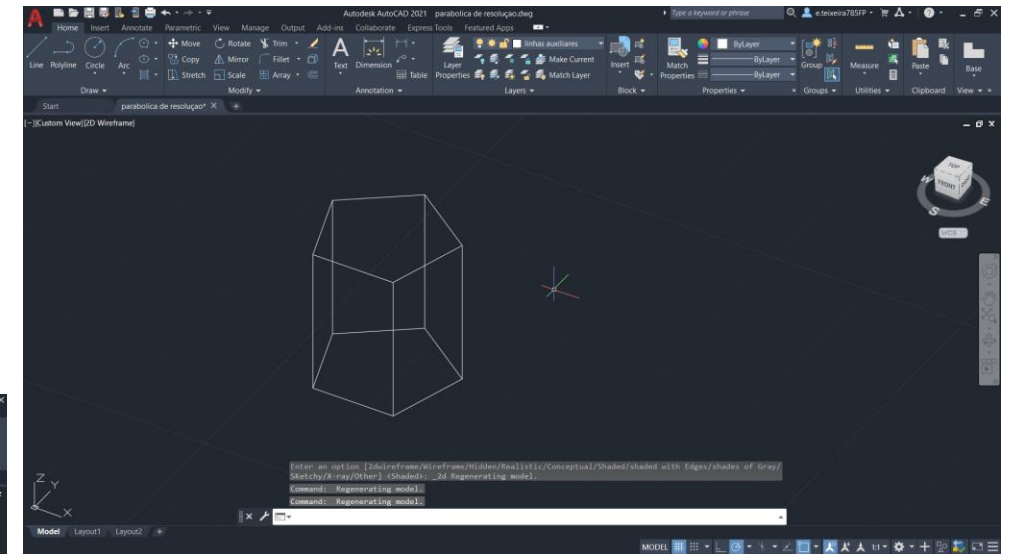 Autodesk AutoCAD 2021 parabolica de resoluçao.dwg
Type a keyword or phrase
e.teixeira785FP
Home Insert Annotate Parametric View Manage Output Add-ins Collaborate Express Tools Featured Apps
Line Polyline Circle Arc
Move Rotate Trim
Copy Mirror Fillet
Stretch Scale Array
Text Dimension
Table
Layer Properties
linhas auxiliares
Make Current
Match Layer
Insert
Match Properties
ByLayer
ByLayer
ByLayer
Group
Measure
Paste
Base
Draw Modify Annotation Layers Block Properties Groups Utilities Clipboard View
Start parabolica de resoluçao*
[-][Custom View][2D Wireframe]
TOP
FRONT
W
S
E
WCS
Enter an option [2dwireframe/Wireframe/Hidden/Realistic/Conceptual/Shaded/shaded with Edges/shades of Gray/
SKetchy/X-ray/Other] <Shaded>: _2d Regenerating model.
Command: Regenerating model.
Command: Regenerating model.
Z
Y
X
Model Layout1 Layout2
MODEL
1:1